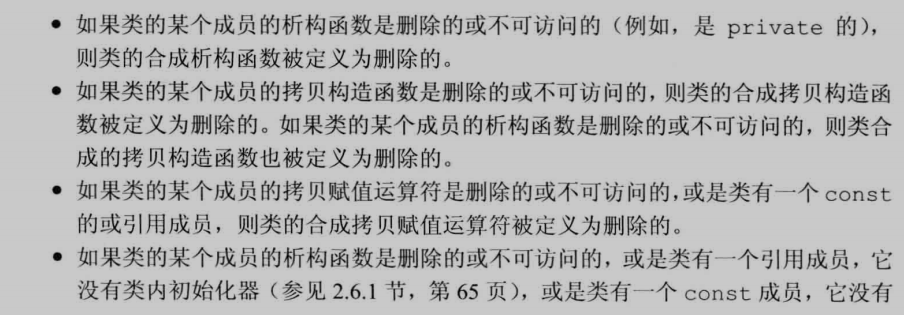 ● 如果类的某个成员的析构函数是删除的或不可访问的（例如，是 private 的），
则类的合成析构函数被定义为删除的。
● 如果类的某个成员的拷贝构造函数是删除的或不可访问的，则类的合成拷贝构造函
数被定义为删除的。如果类的某个成员的析构函数是删除的或不可访问的，则类合
成的拷贝构造函数也被定义为删除的。
● 如果类的某个成员的拷贝赋值运算符是删除的或不可访问的，或是类有一个 const
的或引用成员，则类的合成拷贝赋值运算符被定义为删除的。
● 如果类的某个成员的析构函数是删除的或不可访问的，或是类有一个引用成员，它
没有类内初始化器（参见 2.6.1 节，第 65 页），或是类有一个 const 成员，它没有